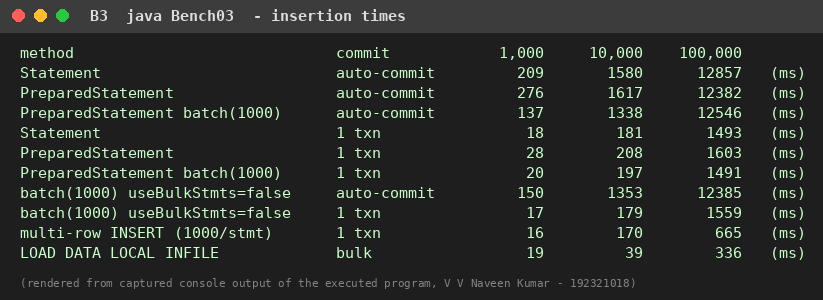 B3 java Bench03 - insertion times
method commit 1,000 10,000 100,000
Statement auto-commit 209 1580 12857 (ms)
PreparedStatement auto-commit 276 1617 12382 (ms)
PreparedStatement batch(1000) auto-commit 137 1338 12546 (ms)
Statement 1 txn 18 181 1493 (ms)
PreparedStatement 1 txn 28 208 1603 (ms)
PreparedStatement batch(1000) 1 txn 20 197 1491 (ms)
batch(1000) useBulkStmts=false auto-commit 150 1353 12385 (ms)
batch(1000) useBulkStmts=false 1 txn 17 179 1559 (ms)
multi-row INSERT (1000/stmt) 1 txn 16 170 665 (ms)
LOAD DATA LOCAL INFILE bulk 19 39 336 (ms)
(rendered from captured console output of the executed program, V V Naveen Kumar - 192321018)